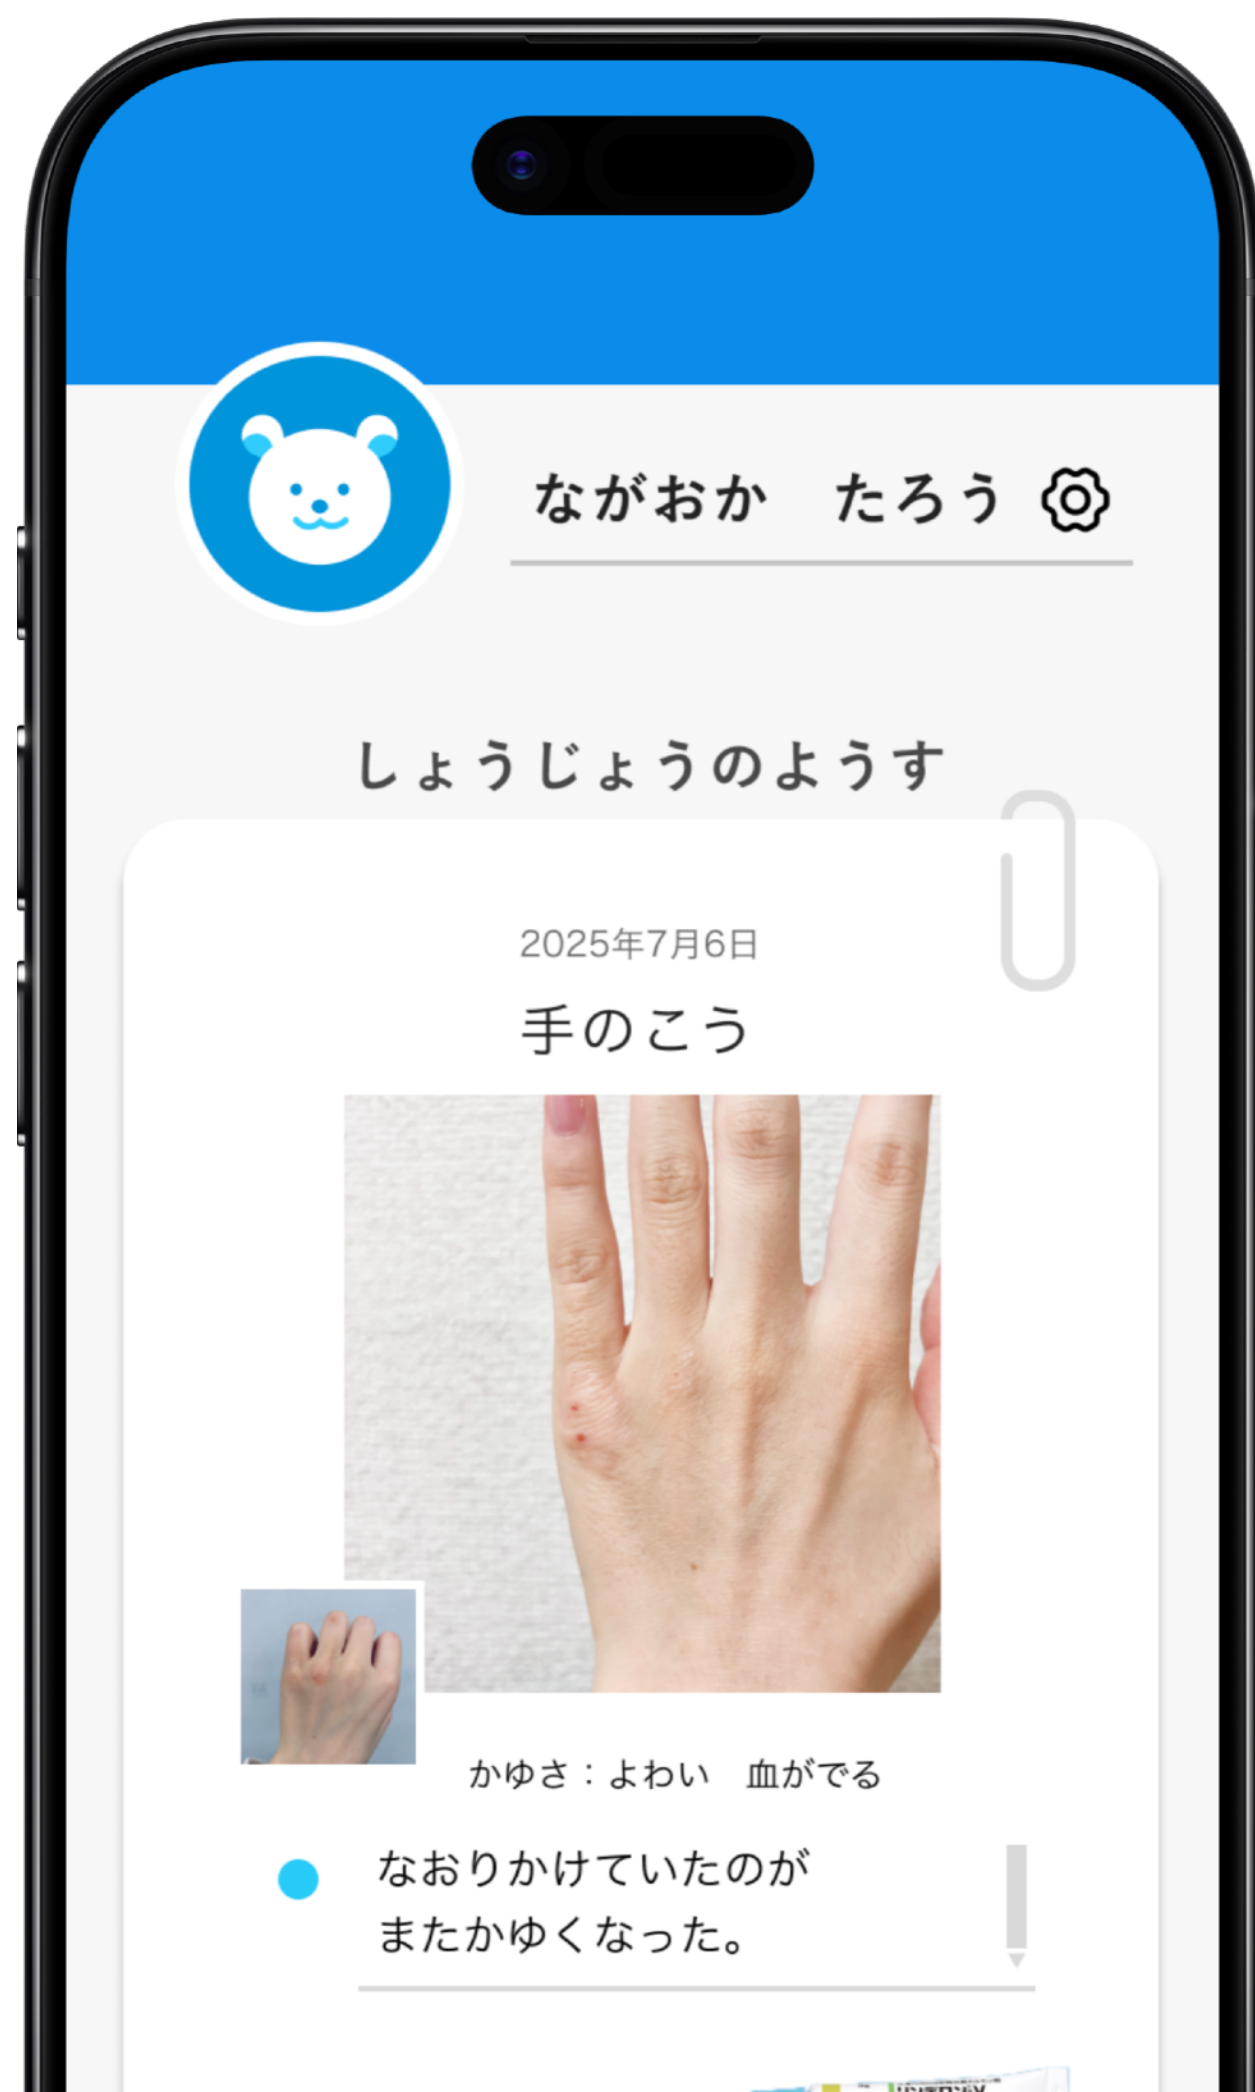 ながおか　たろう
しょうじょうのようす
2025年7月6日
手のこう
かゆさ：よわい　血がでる
なおりかけていたのが
またかゆくなった。